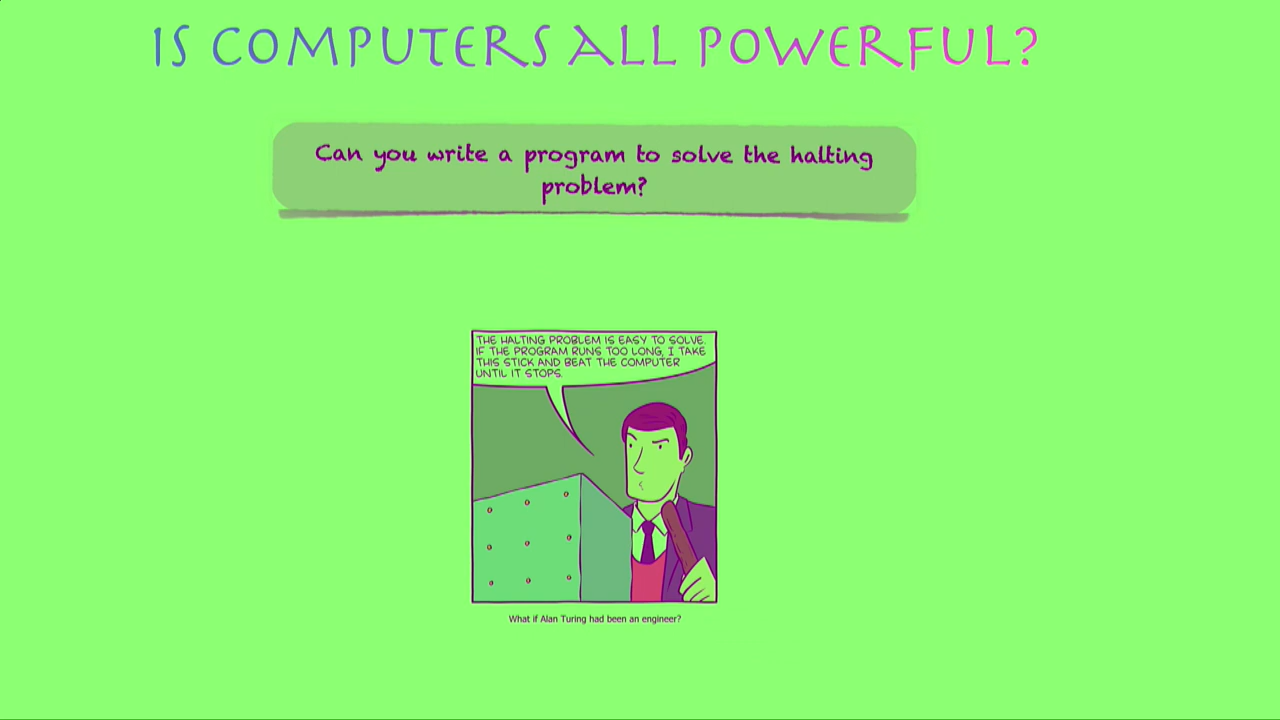 IS COMPUTERS ALL POWERFUL?
Can you write a program to solve the halting
problem?
THE HALTING PROBLEM IS EASY TO SOLVE.
IF THE PROGRAM RUNS TOO LONG, I TAKE
THIS STICK AND BEAT THE COMPUTER
UNTIL IT STOPS.
What if Alan Turing had been an engineer?